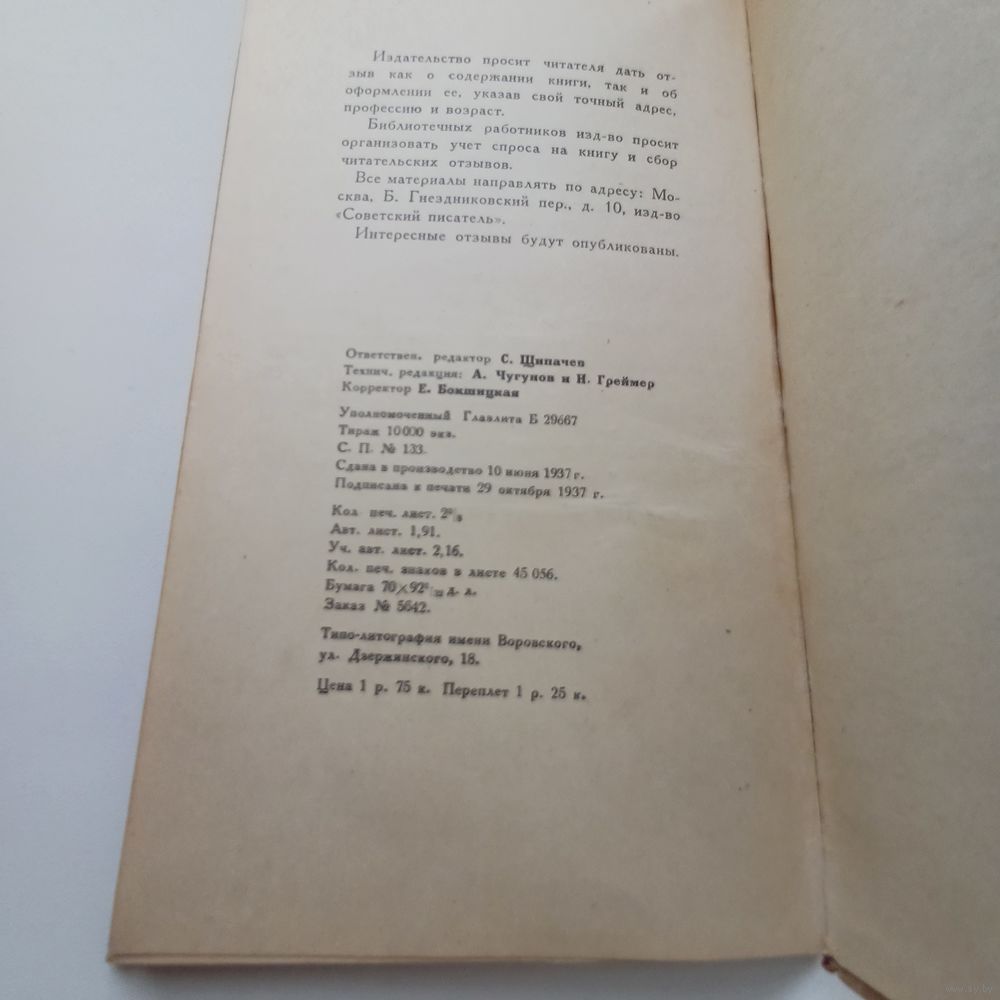 Издательство просит читателя дать от-
зыв как о содержании книги, так и об
оформлении ее, указав свой точный адрес,
профессию и возраст.
Библиотечных работников изд-во просит
организовать учет спроса на книгу и сбор
читательских отзывов.
Все материалы направлять по адресу: Мо-
сква, Б. Гнездниковский пер., д. 10, изд-во
«Советский писатель».
Интересные отзывы будут опубликованы.
Ответствен. редактор С. Щипачев
Технич. редакция: А. Чугунов и Н. Греймер
Корректор Е. Бокшицкая
Уполномоченный Главлита Б 29667
Тираж 10000 экз.
С. П. № 133.
Сдана в производство 10 июня 1937 г.
Подписана к печати 29 октября 1937 г.
Кол. печ. лист.
Авт. лист. 1,91.
Уч. авт. лист. 2,16.
Кол. печ. знаков в листе 45 056.
Бумага 70×92 д. л.
Заказ № 5642.
Типо-литография имени Воровского,
ул. Дзержинского, 18.
Цена 1 р. 75 к. Переплет 1 р. 25 к.
www.ay.by